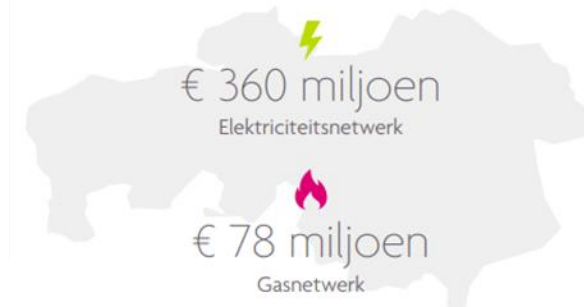 € 360 miljoen
Elektriciteitsnetwerk
€ 78 miljoen
Gasnetwerk